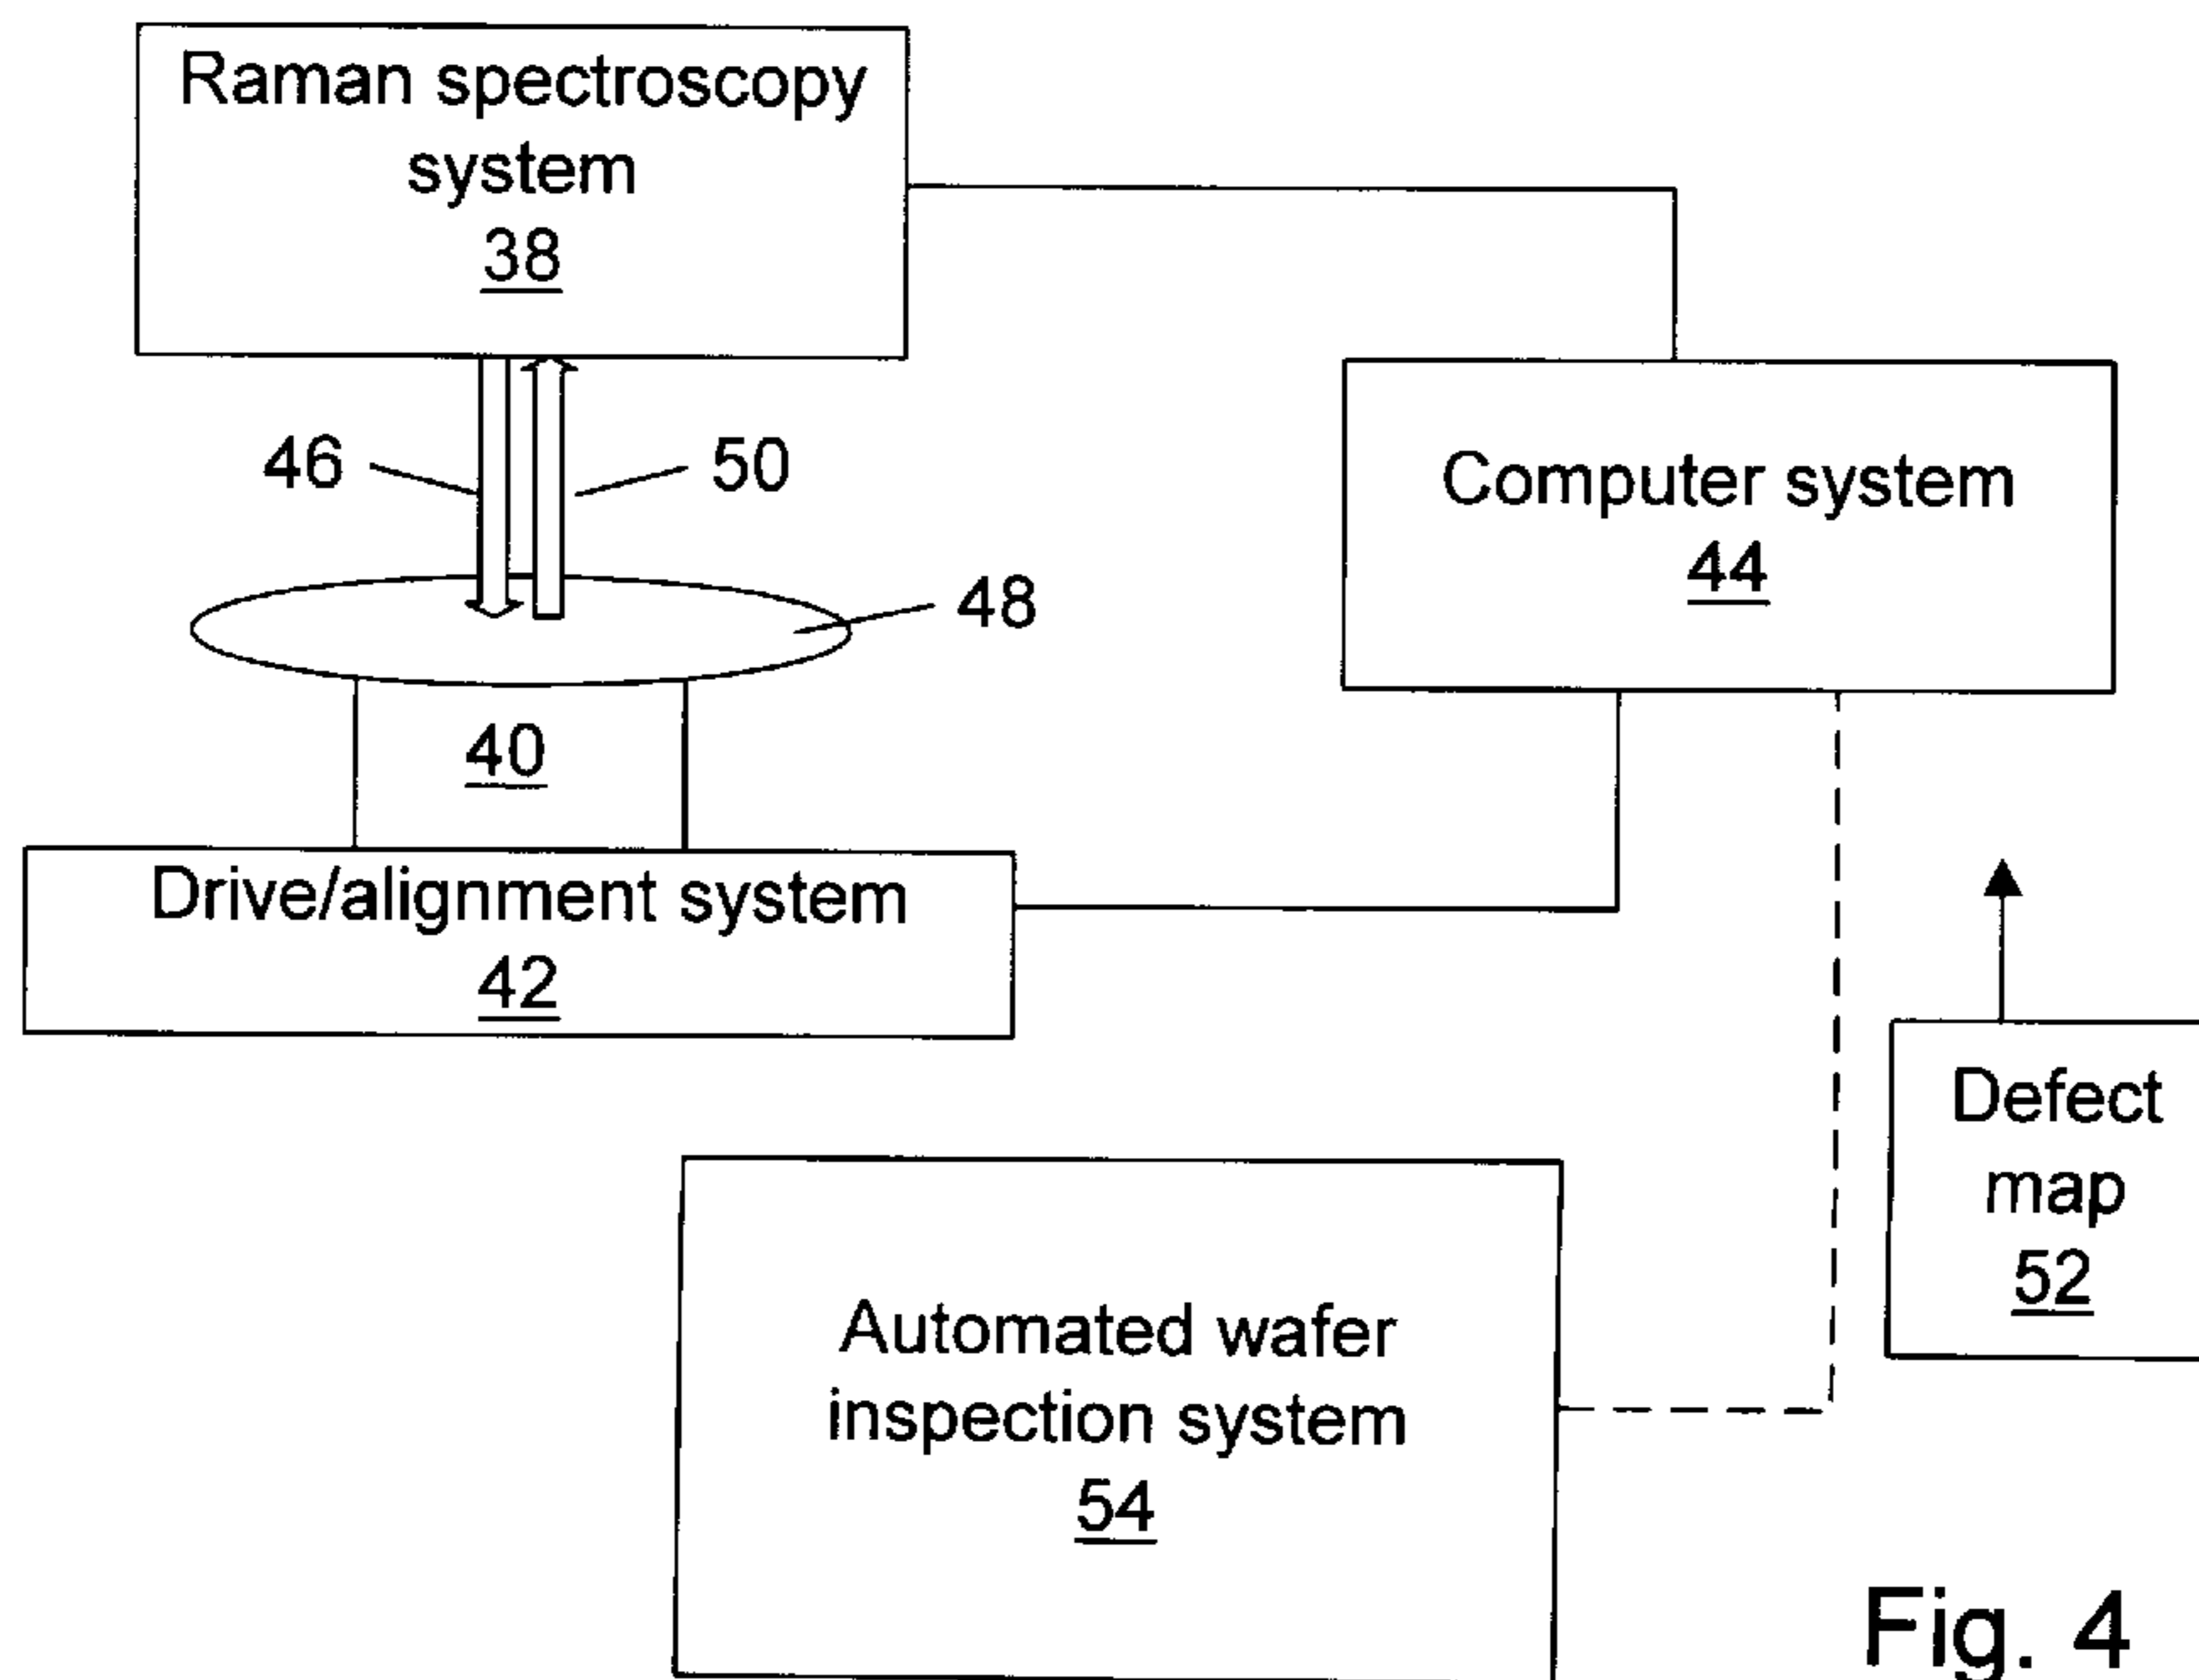 Raman spectroscopy
system
38
46
50
Computer system
44
48
40
Drive/alignment system
42
Defect
map
52
Automated wafer
inspection system
54
Fig. 4